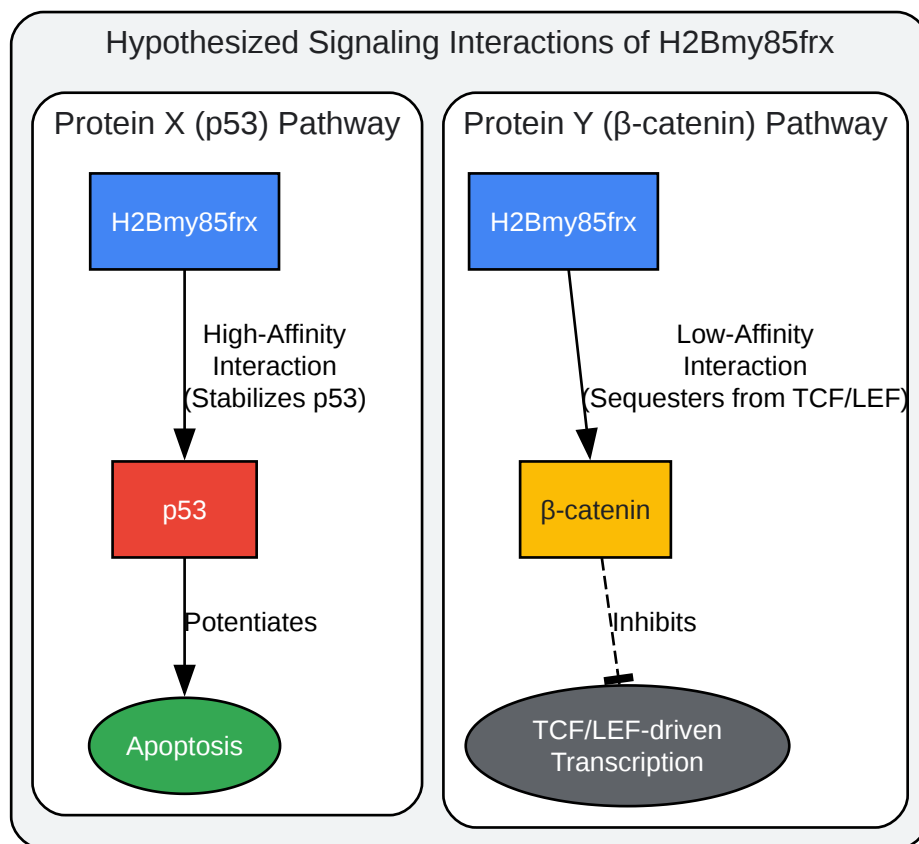 Hypothesized Signaling Interactions of H2Bmy85frx
Protein X (p53) Pathway
H2Bmy85frx
High-Affinity
Interaction
(Stabilizes p53)
p53
Potentiates
Apoptosis
Protein Y (β-catenin) Pathway
H2Bmy85frx
Low-Affinity
Interaction
(Sequesters from TCF/LEF)
β-catenin
Inhibits
TCF/LEF-driven
Transcription